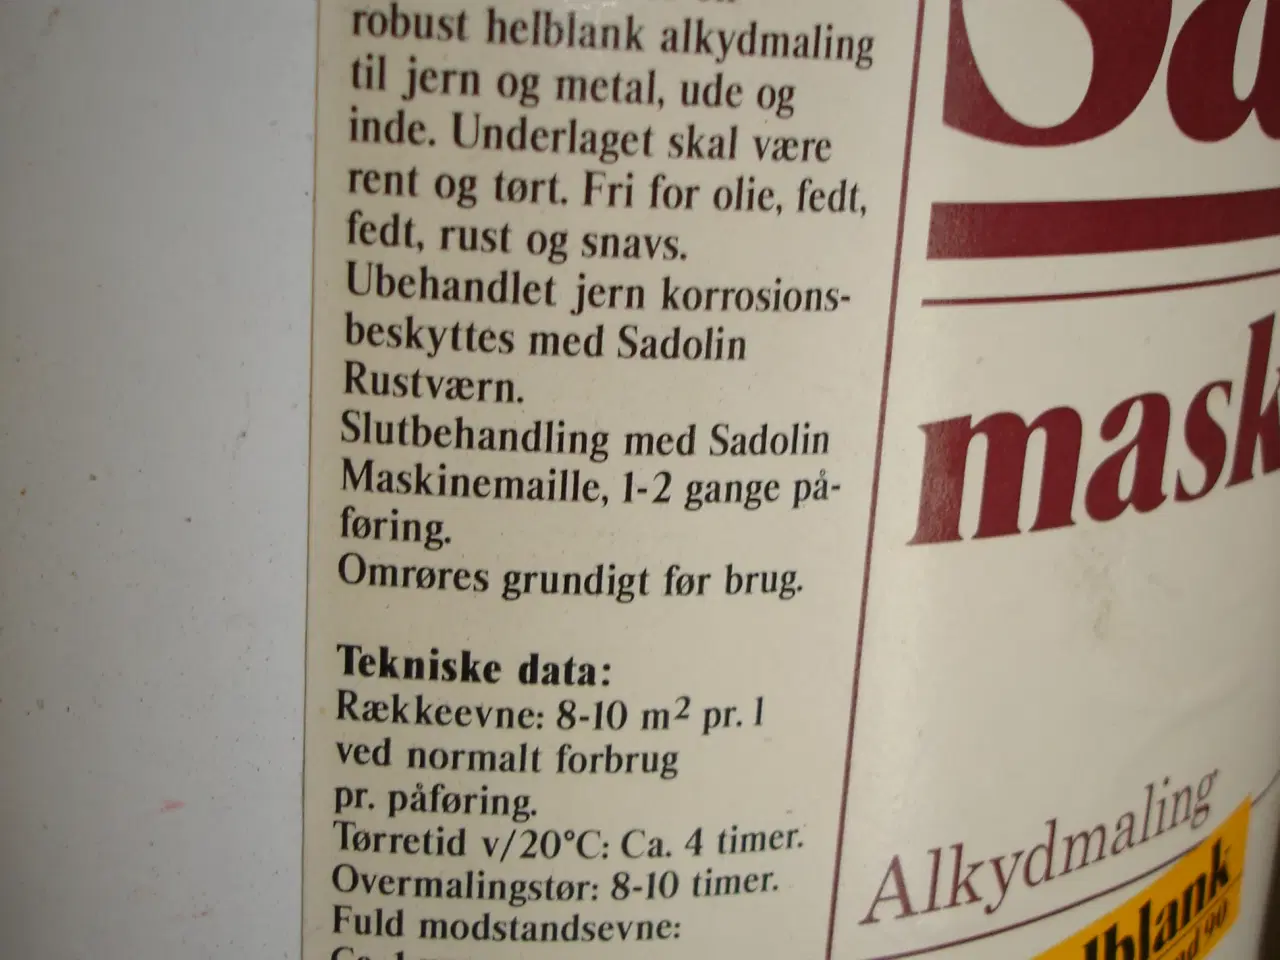 robust helblank alkydmaling
til jern og metal, ude og
inde. Underlaget skal være
rent og tørt. Fri for olie, fedt,
fedt, rust og snavs.
Ubehandlet jern korrosions-
beskyttes med Sadolin
Rustværn.
Slutbehandling med Sadolin
Maskinemaille, 1-2 gange på-
føring.
Omrøres grundigt før brug.
Tekniske data:
Rækkeevne: 8-10 m² pr. l
ved normalt forbrug
pr. påføring.
Tørretid v/20°C: Ca. 4 timer.
Overmalingstør: 8-10 timer.
Fuld modstandsevne:
Sa
mask
Alkydmaling
lblank
90